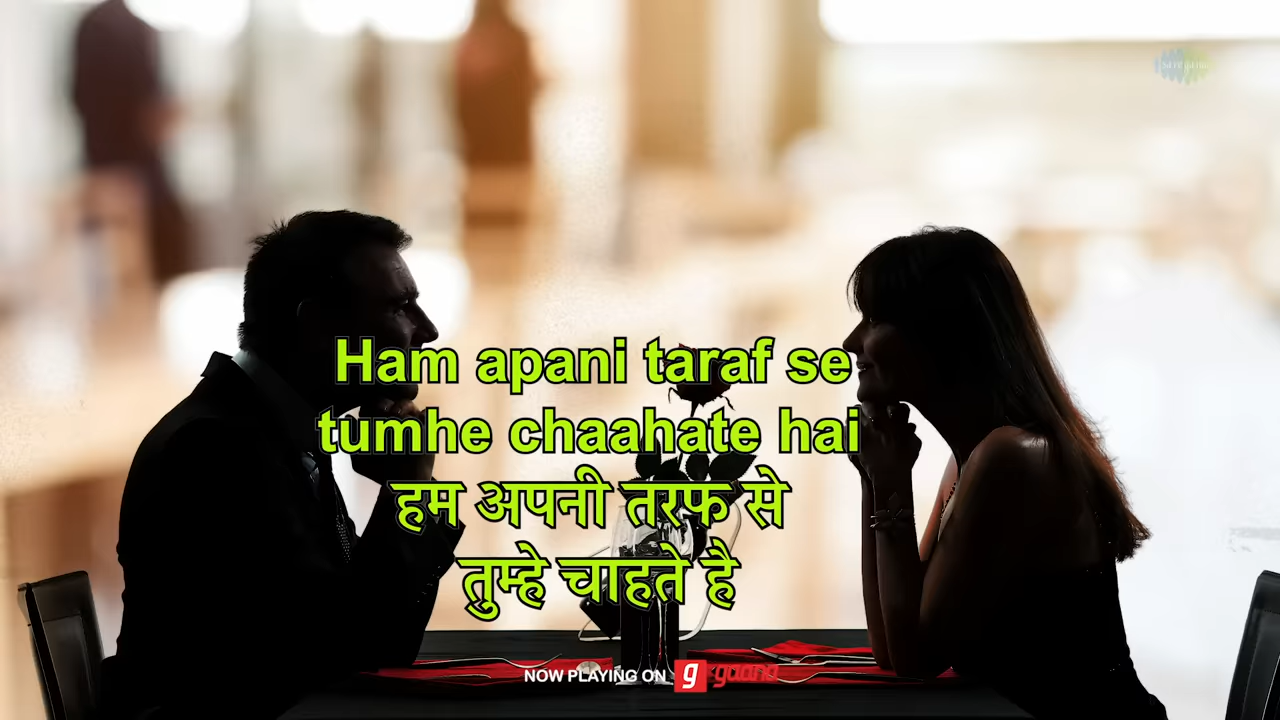 Ham apani taraf se
tumhe chaahate hai
हम अपनी तरफ से
तुम्हे चाहते है
NOW PLAYING ON g gaana